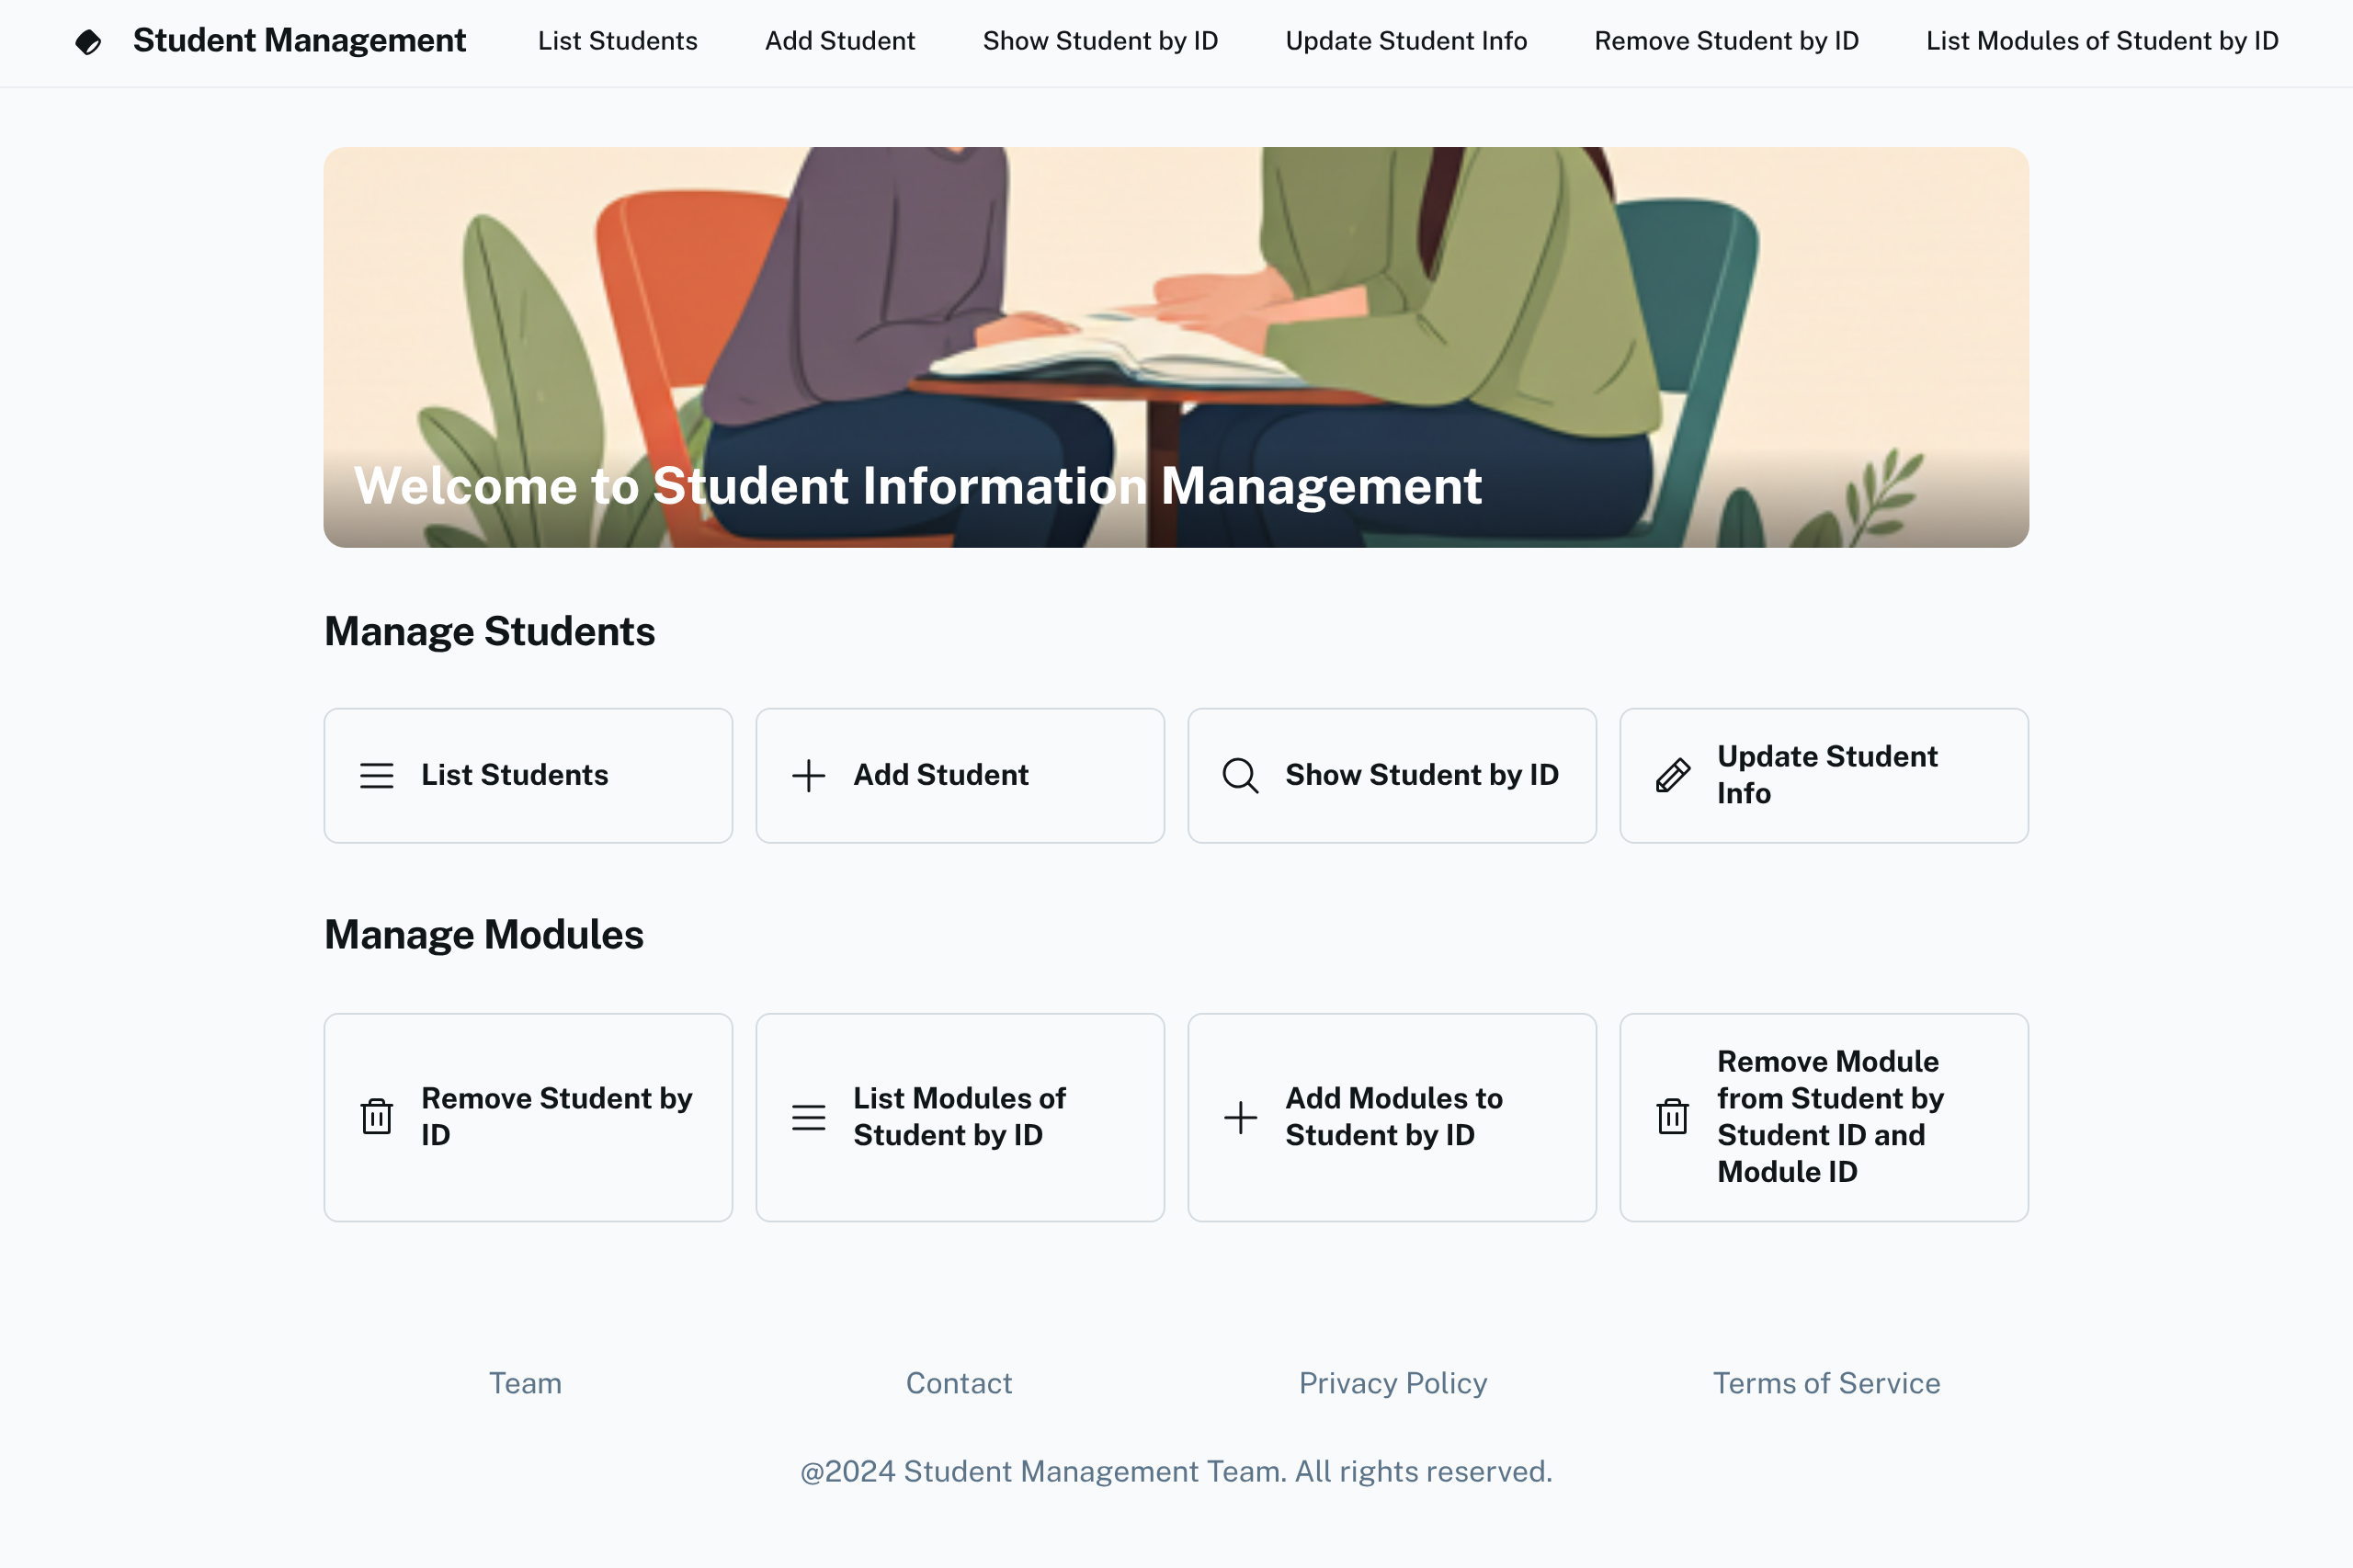 Student Management
List Students
Add Student
Show Student by ID
Update Student Info
Remove Student by ID
List Modules of Student by ID
Welcome to Student Information Management
Manage Students
List Students
Add Student
Show Student by ID
Update Student
Info
Manage Modules
Remove Student by
ID
List Modules of
Student by ID
Add Modules to
Student by ID
Remove Module
from Student by
Student ID and
Module ID
Team
Contact
Privacy Policy
Terms of Service
@2024 Student Management Team. All rights reserved.